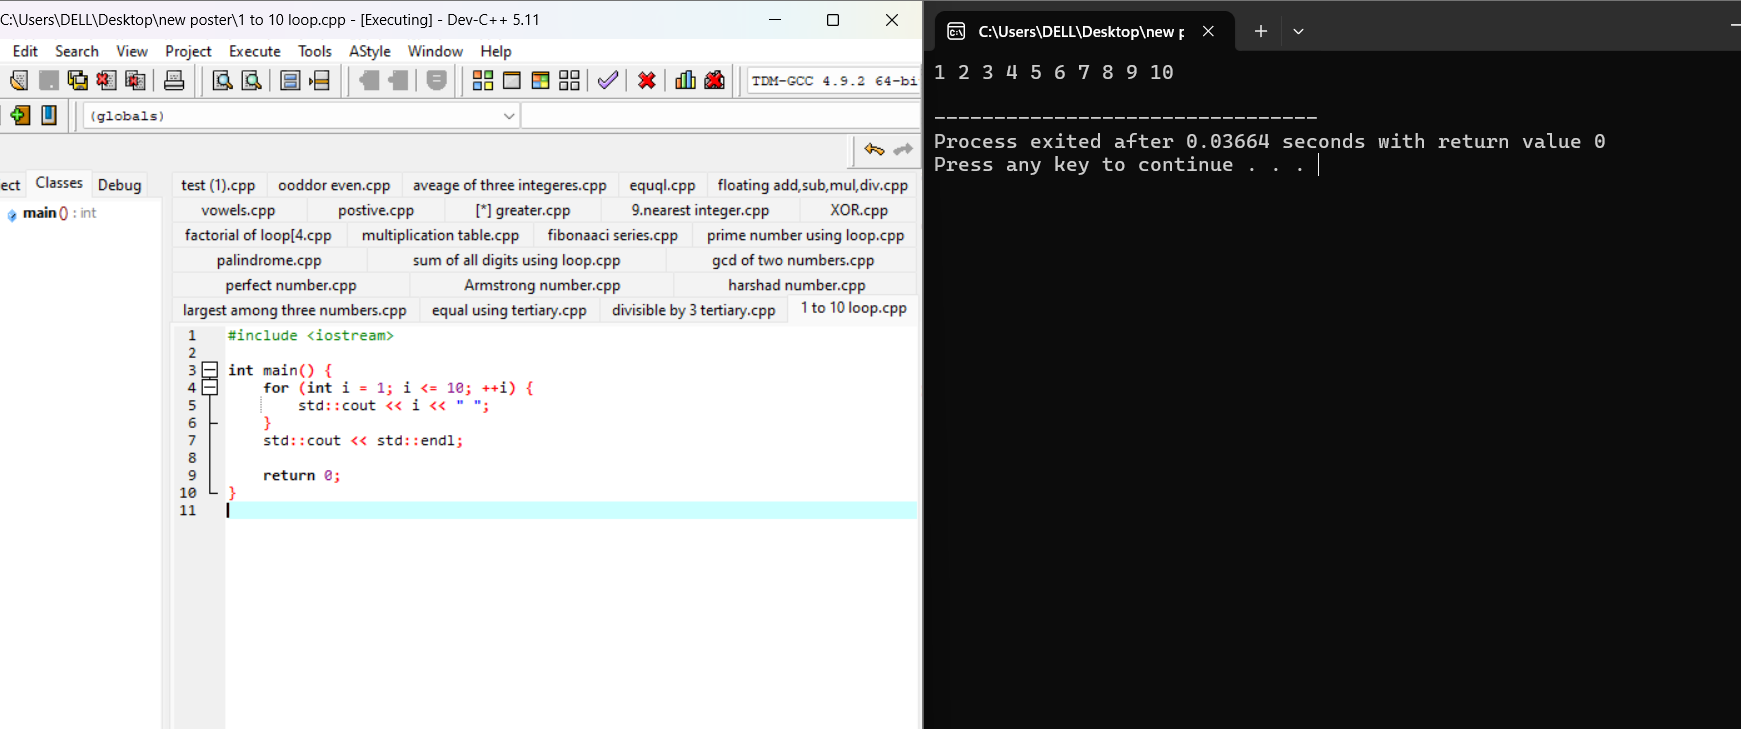 C:\Users\DELL\Desktop\new poster\1 to 10 loop.cpp - [Executing] - Dev-C++ 5.11
Edit Search View Project Execute Tools AStyle Window Help
TDM-GCC 4.9.2 64-bi
(globals)
ect Classes Debug
main() : int
test (1).cpp ooddor even.cpp aveage of three integeres.cpp equql.cpp floating add,sub,mul,div.cpp
vowels.cpp postive.cpp [*] greater.cpp 9.nearest integer.cpp XOR.cpp
factorial of loop[4.cpp multiplication table.cpp fibonaaci series.cpp prime number using loop.cpp
palindrome.cpp sum of all digits using loop.cpp gcd of two numbers.cpp
perfect number.cpp Armstrong number.cpp harshad number.cpp
largest among three numbers.cpp equal using tertiary.cpp divisible by 3 tertiary.cpp 1 to 10 loop.cpp
1 #include <iostream>
2
3 int main() {
4 for (int i = 1; i <= 10; ++i) {
5 std::cout << i << " ";
6 }
7 std::cout << std::endl;
8
9 return 0;
10 }
11
C:\Users\DELL\Desktop\new p
1 2 3 4 5 6 7 8 9 10
--------------------------------
Process exited after 0.03664 seconds with return value 0
Press any key to continue . . .